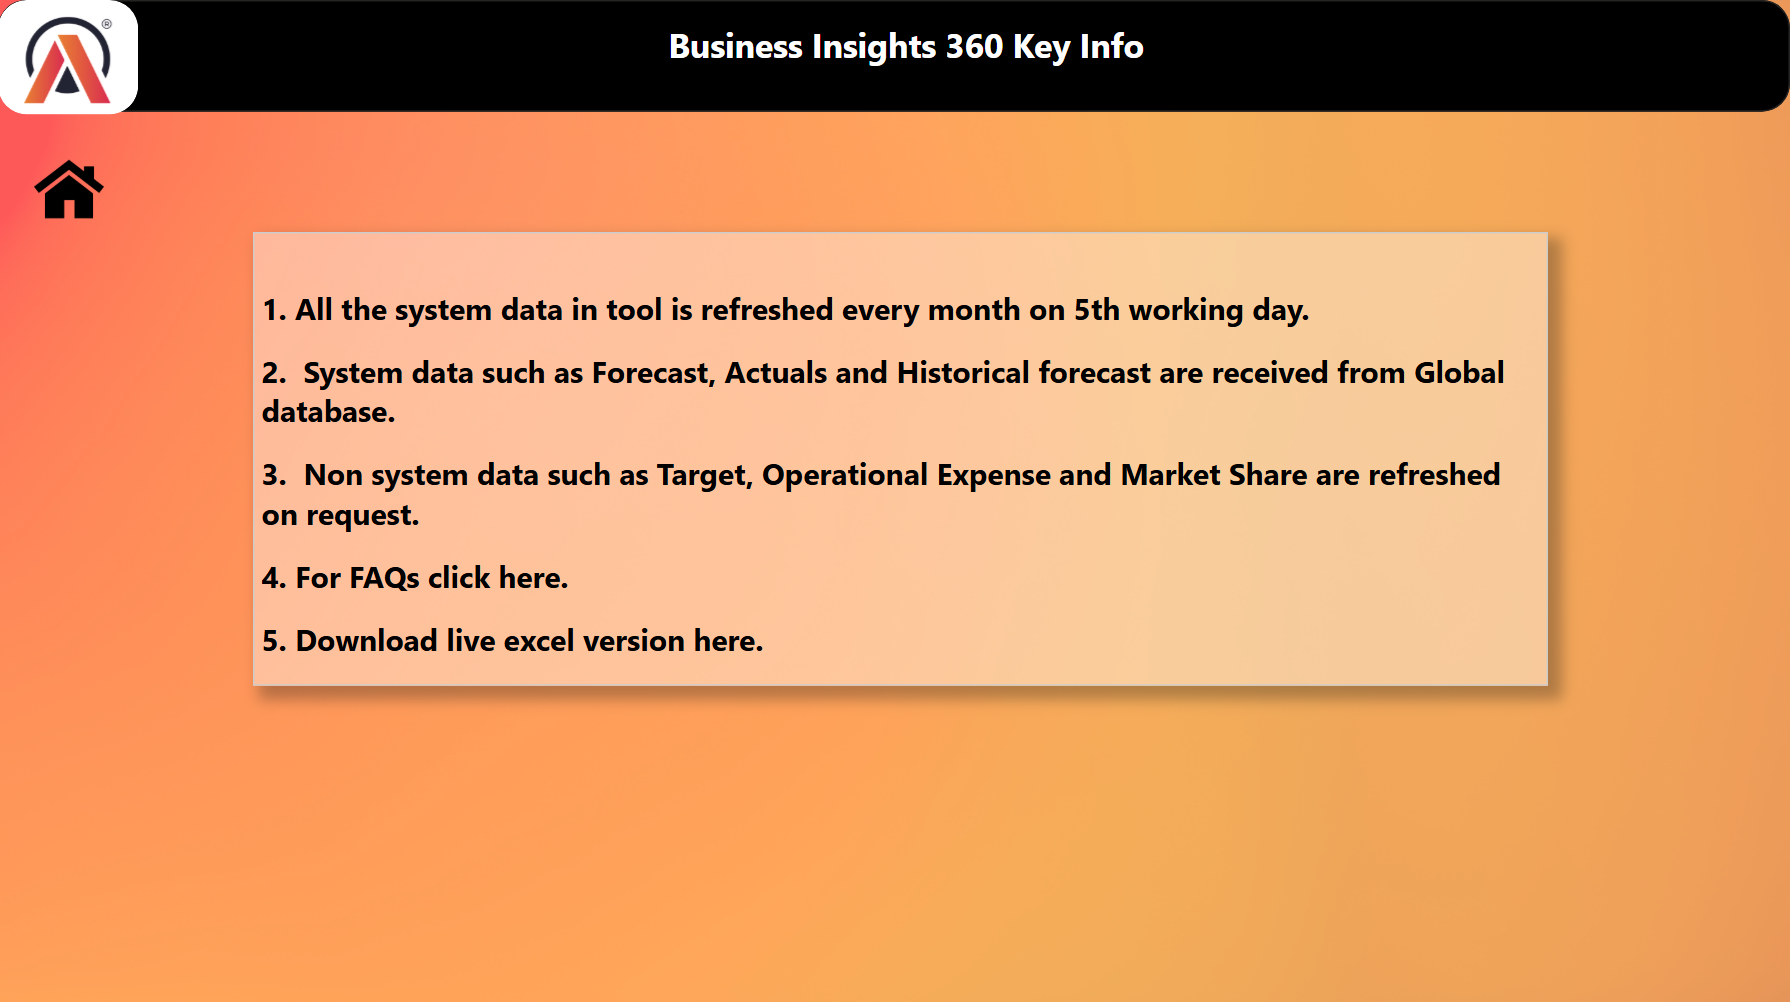 ®
Business Insights 360 Key Info
1. All the system data in tool is refreshed every month on 5th working day.
2.  System data such as Forecast, Actuals and Historical forecast are received from Global
database.
3.  Non system data such as Target, Operational Expense and Market Share are refreshed
on request.
4. For FAQs click here.
5. Download live excel version here.